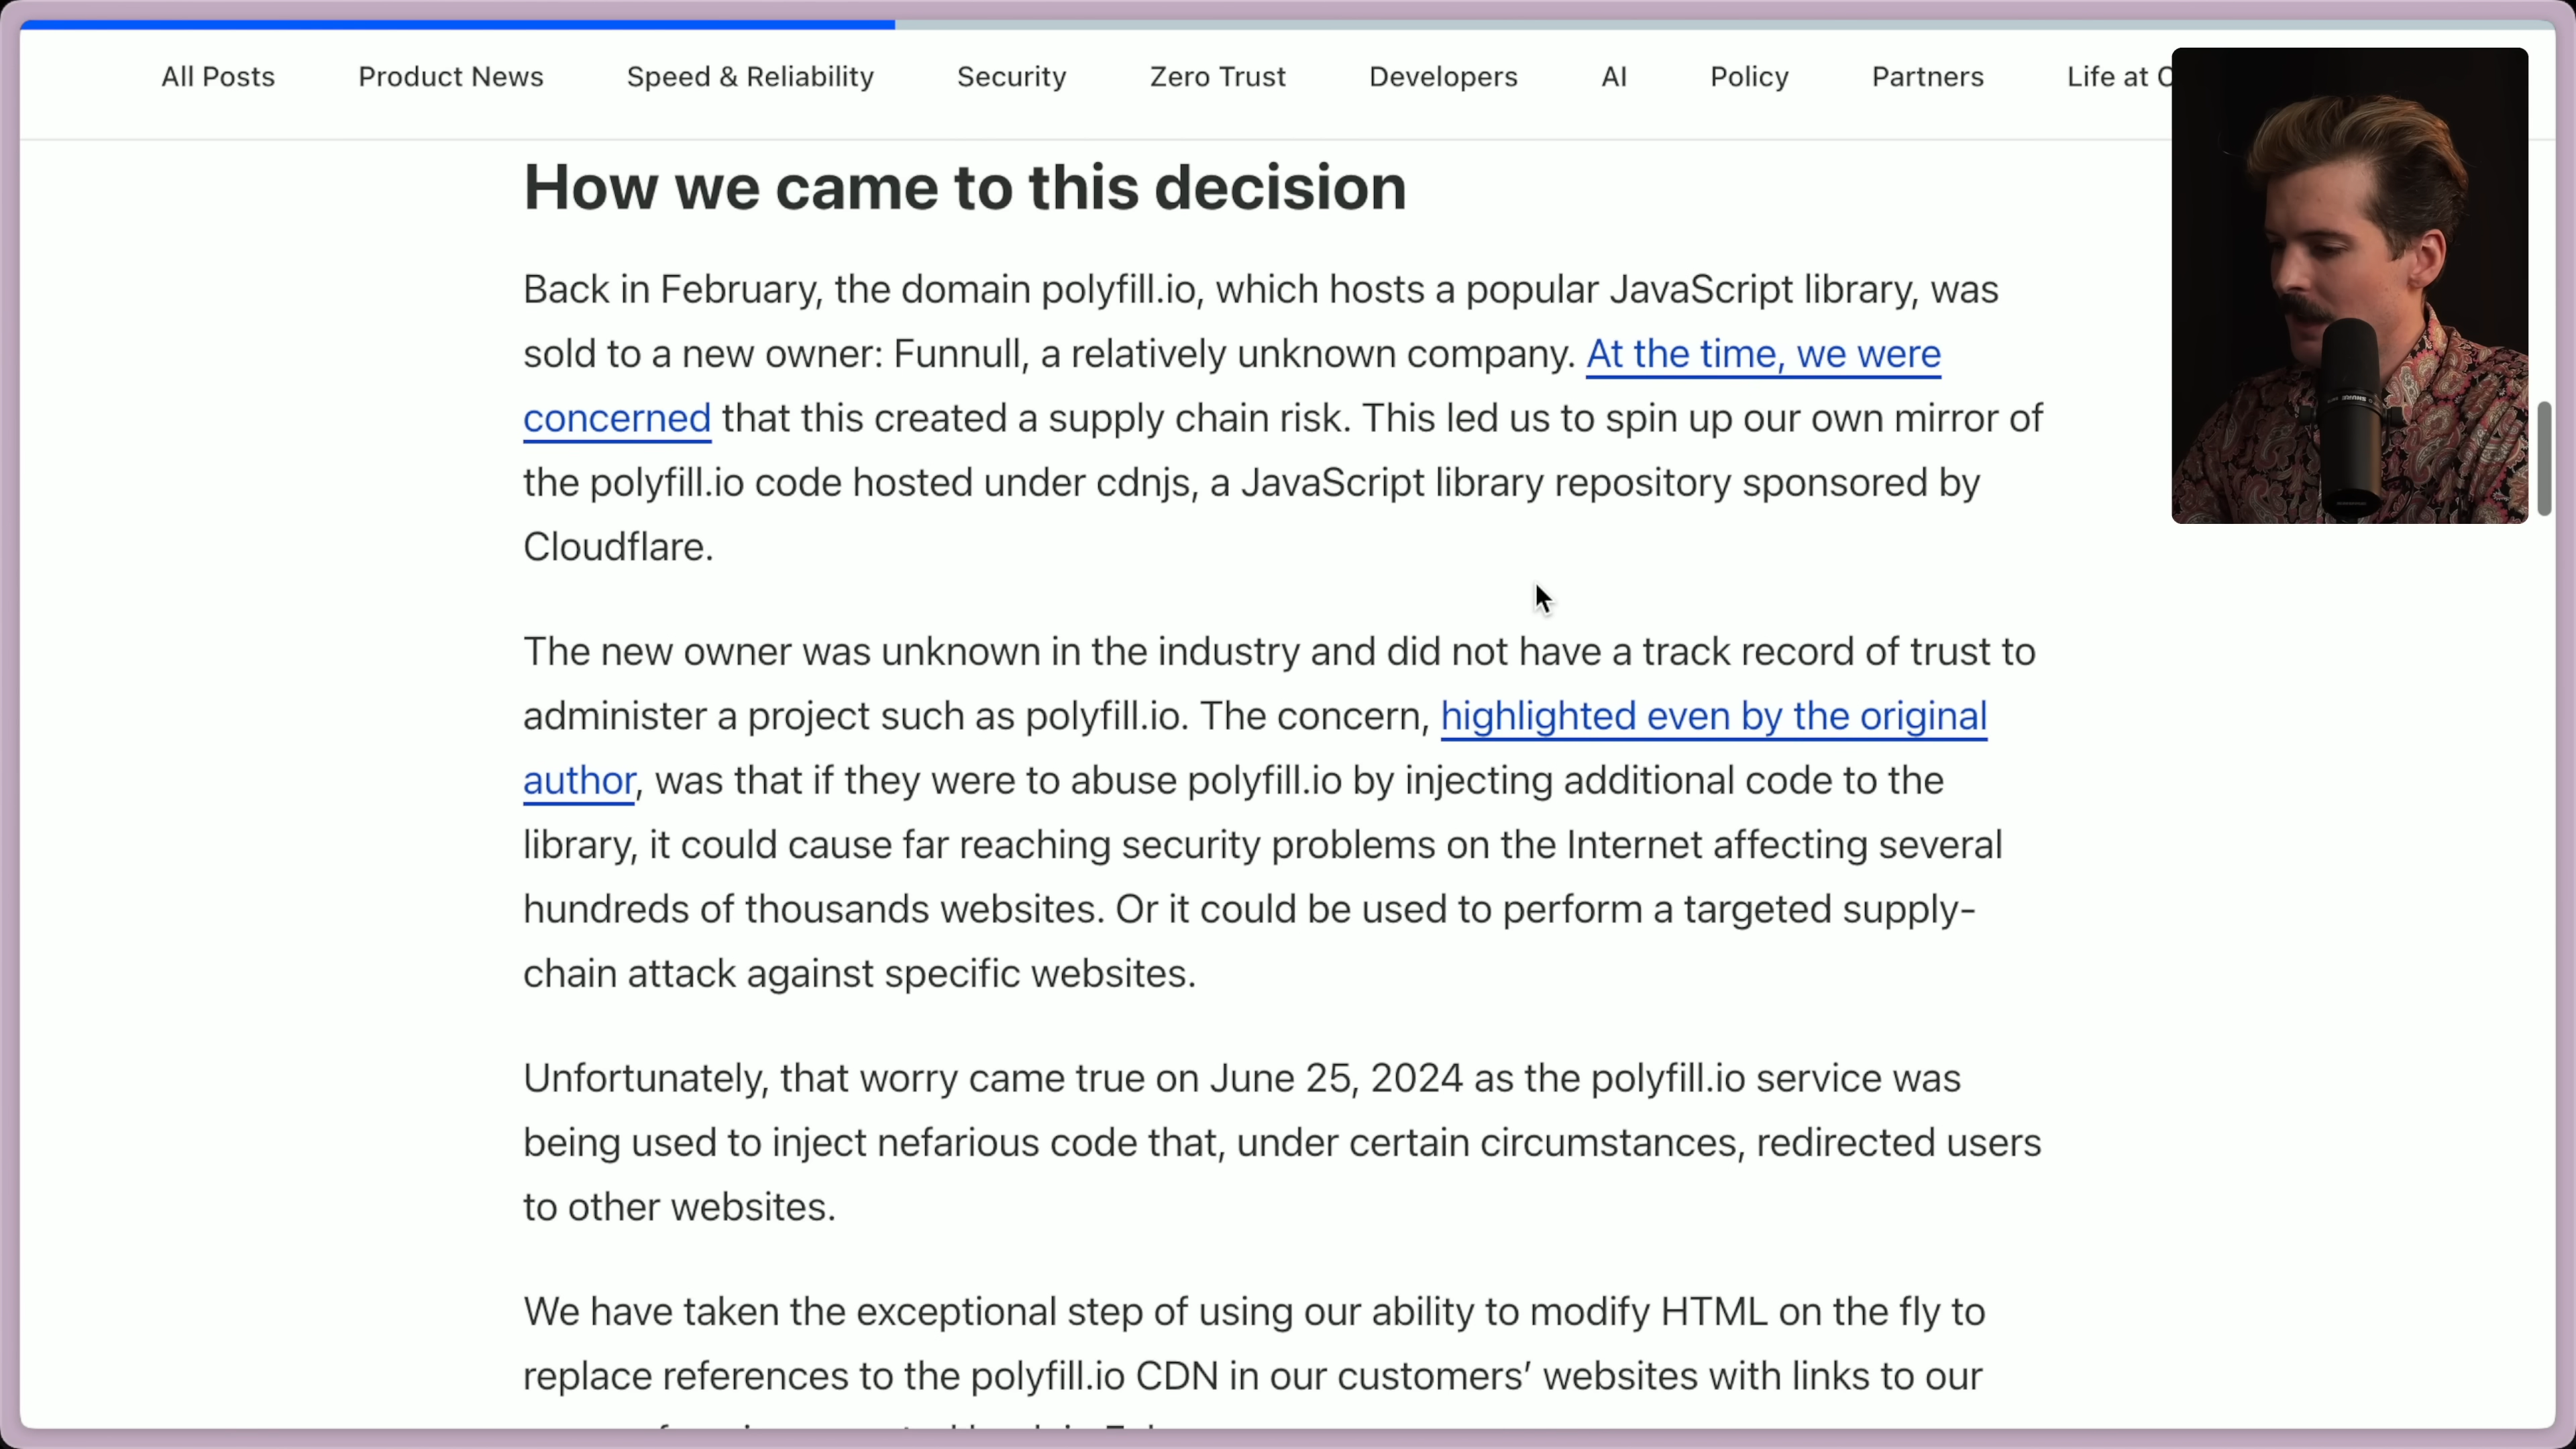 All Posts Product News Speed & Reliability Security Zero Trust Developers AI Policy Partners Life at
How we came to this decision
Back in February, the domain polyfill.io, which hosts a popular JavaScript library, was
sold to a new owner: Funnull, a relatively unknown company. At the time, we were
concerned that this created a supply chain risk. This led us to spin up our own mirror of
the polyfill.io code hosted under cdnjs, a JavaScript library repository sponsored by
Cloudflare.
The new owner was unknown in the industry and did not have a track record of trust to
administer a project such as polyfill.io. The concern, highlighted even by the original
author, was that if they were to abuse polyfill.io by injecting additional code to the
library, it could cause far reaching security problems on the Internet affecting several
hundreds of thousands websites. Or it could be used to perform a targeted supply-
chain attack against specific websites.
Unfortunately, that worry came true on June 25, 2024 as the polyfill.io service was
being used to inject nefarious code that, under certain circumstances, redirected users
to other websites.
We have taken the exceptional step of using our ability to modify HTML on the fly to
replace references to the polyfill.io CDN in our customers’ websites with links to our